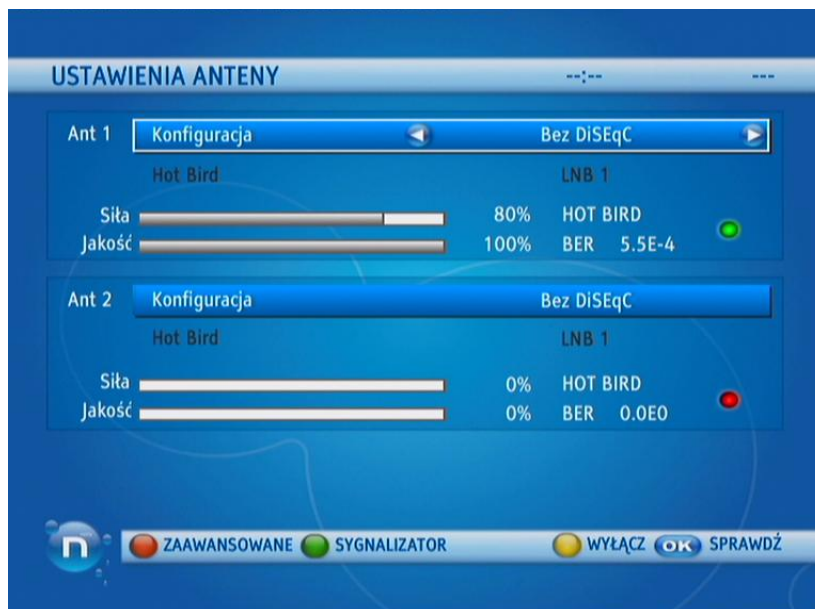 USTAWIENIA ANTENY --:-- ---
Ant 1 Konfiguracja Bez DiSEqC
Hot Bird LNB 1
Siła 80% HOT BIRD
Jakość 100% BER 5.5E-4
Ant 2 Konfiguracja Bez DiSEqC
Hot Bird LNB 1
Siła 0% HOT BIRD
Jakość 0% BER 0.0E0
n ZAAWANSOWANE SYGNALIZATOR WYŁĄCZ OK SPRAWDŹ